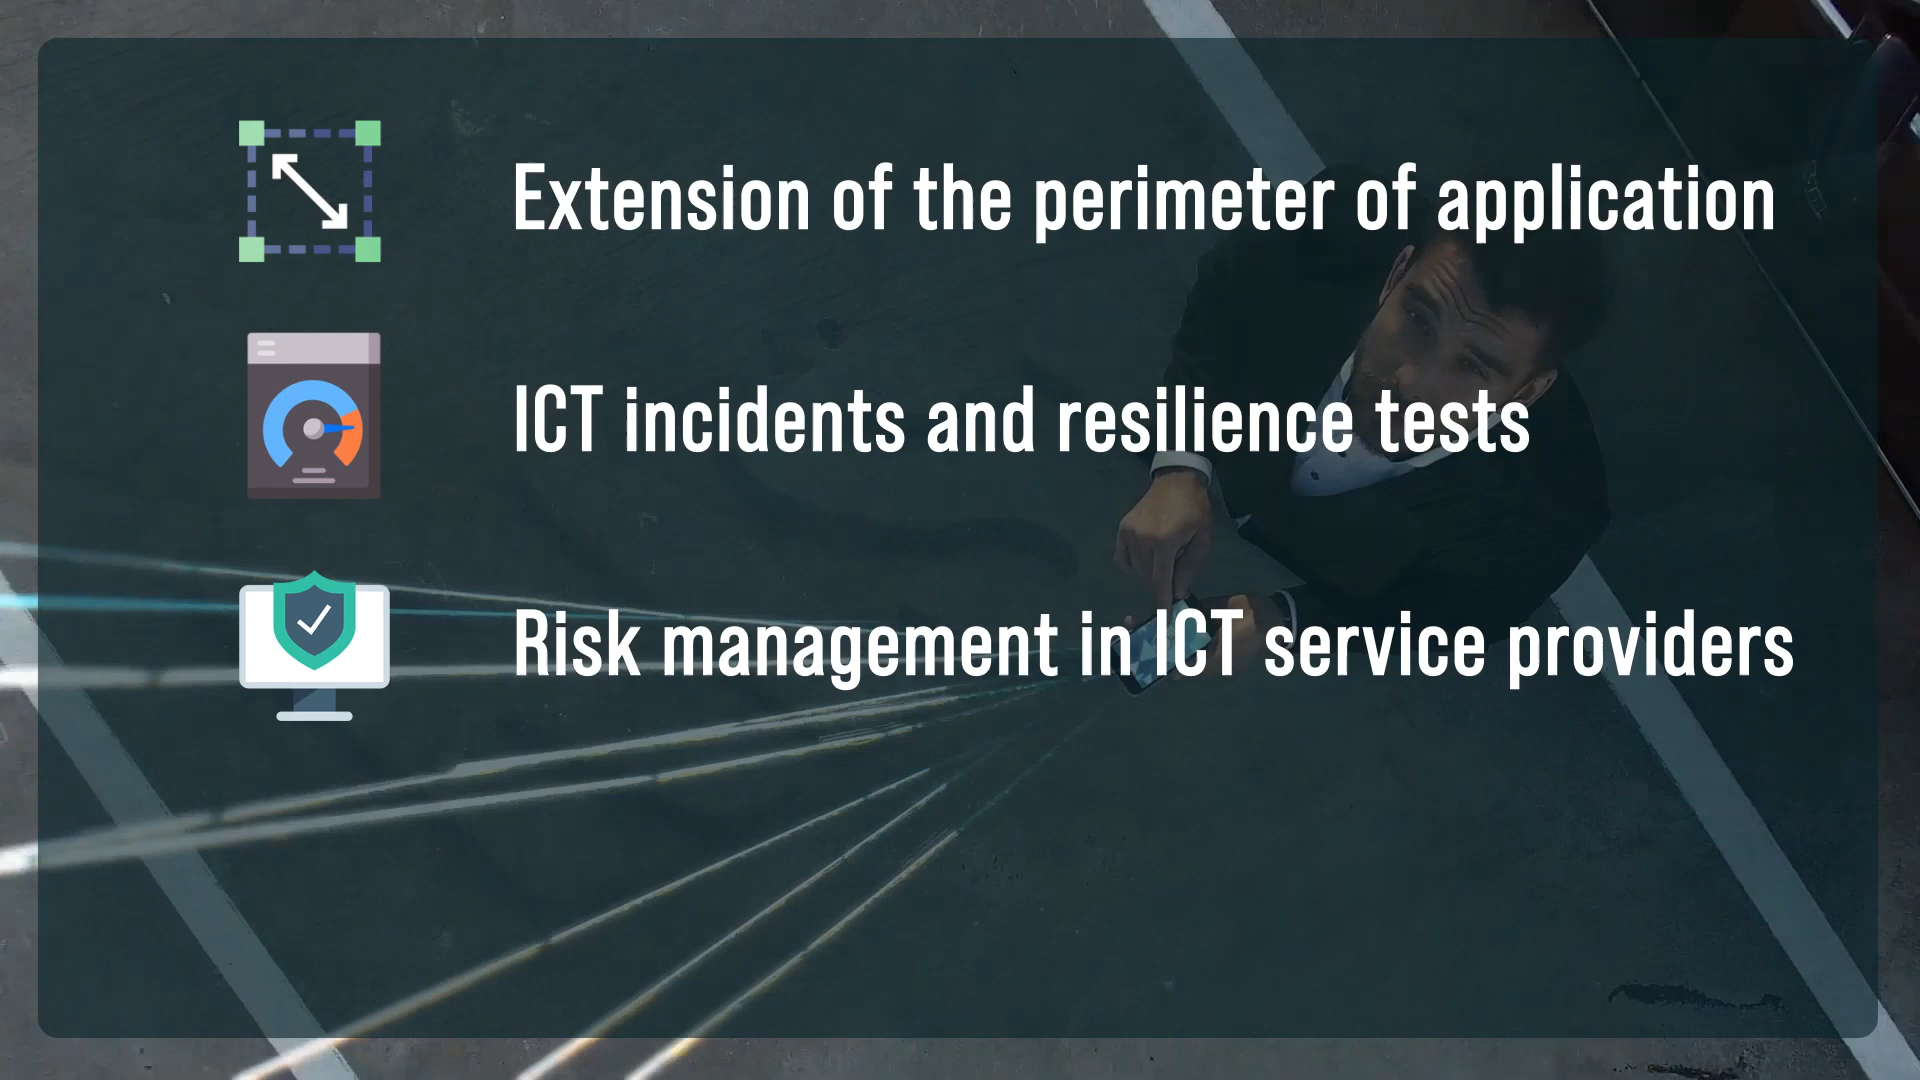 Extension of the perimeter of application
ICT incidents and resilience tests
Risk management in ICT service providers